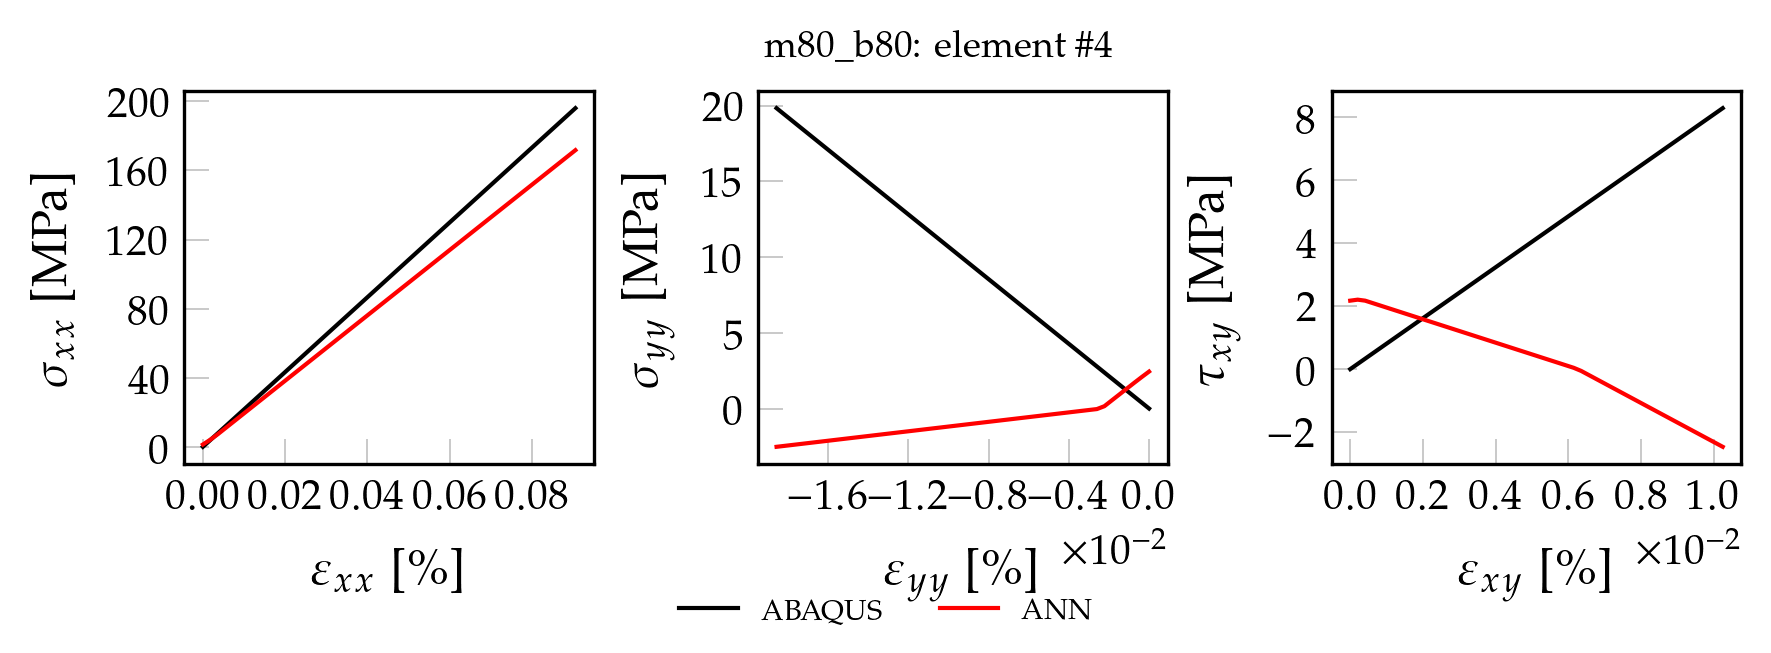 m80_b80: element #4
200
160
120
80
40
0
σxx [MPa]
0.00 0.02 0.04 0.06 0.08
εxx [%]
20
15
10
5
0
σyy [MPa]
−1.6 −1.2 −0.8 −0.4 0.0
×10−2
εyy [%]
8
6
4
2
0
−2
τxy [MPa]
0.0 0.2 0.4 0.6 0.8 1.0
×10−2
εxy [%]
ABAQUS ANN